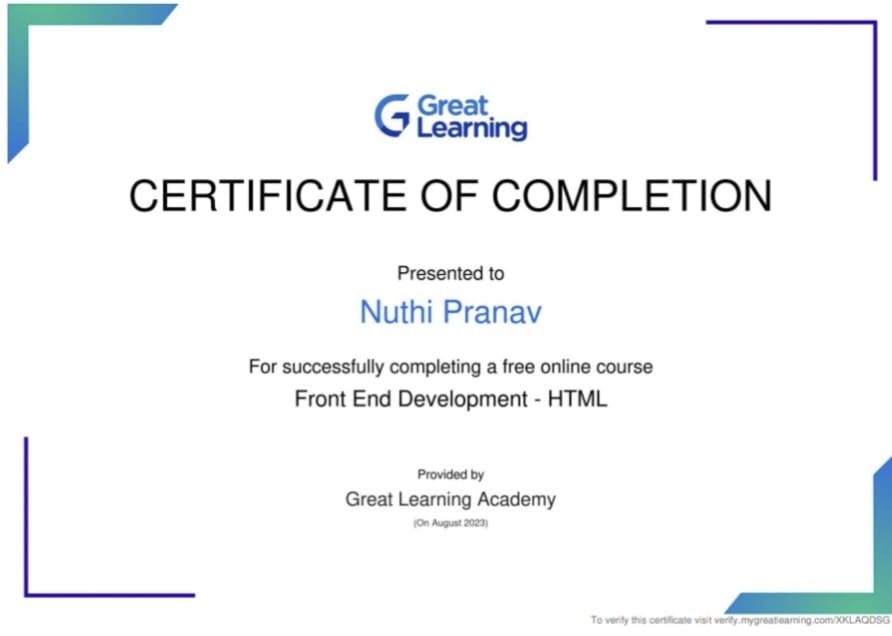 Great
Learning
CERTIFICATE OF COMPLETION
Presented to
Nuthi Pranav
For successfully completing a free online course
Front End Development - HTML
Provided by
Great Learning Academy
(On August 2023)
To verify this certificate visit verify.mygreatlearning.com/XKLAQDSG